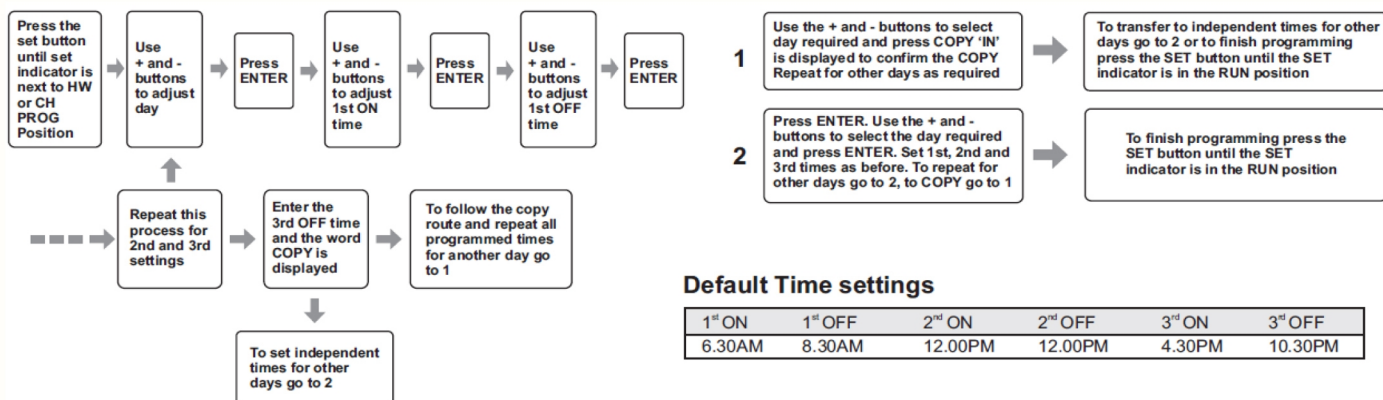 Press the
set button
until set
indicator is
next to HW
or CH
PROG
Position
Use
+ and -
buttons
to adjust
day
Press
ENTER
Use
+ and -
buttons
to adjust
1st ON
time
Press
ENTER
Use
+ and -
buttons
to adjust
1st OFF
time
Press
ENTER
Repeat this
process for
2nd and 3rd
settings
Enter the
3rd OFF time
and the word
COPY is
displayed
To follow the copy
route and repeat all
programmed times
for another day go
to 1
To set independent
times for other
days go to 2
1
Use the + and - buttons to select
day required and press COPY ‘IN’
is displayed to confirm the COPY
Repeat for other days as required
To transfer to independent times for other
days go to 2 or to finish programming
press the SET button until the SET
indicator is in the RUN position
2
Press ENTER. Use the + and -
buttons to select the day required
and press ENTER. Set 1st, 2nd and
3rd times as before. To repeat for
other days go to 2, to COPY go to 1
To finish programming press the
SET button until the SET
indicator is in the RUN position
Default Time settings
1st ON 1st OFF 2nd ON 2nd OFF 3rd ON 3rd OFF
6.30AM 8.30AM 12.00PM 12.00PM 4.30PM 10.30PM